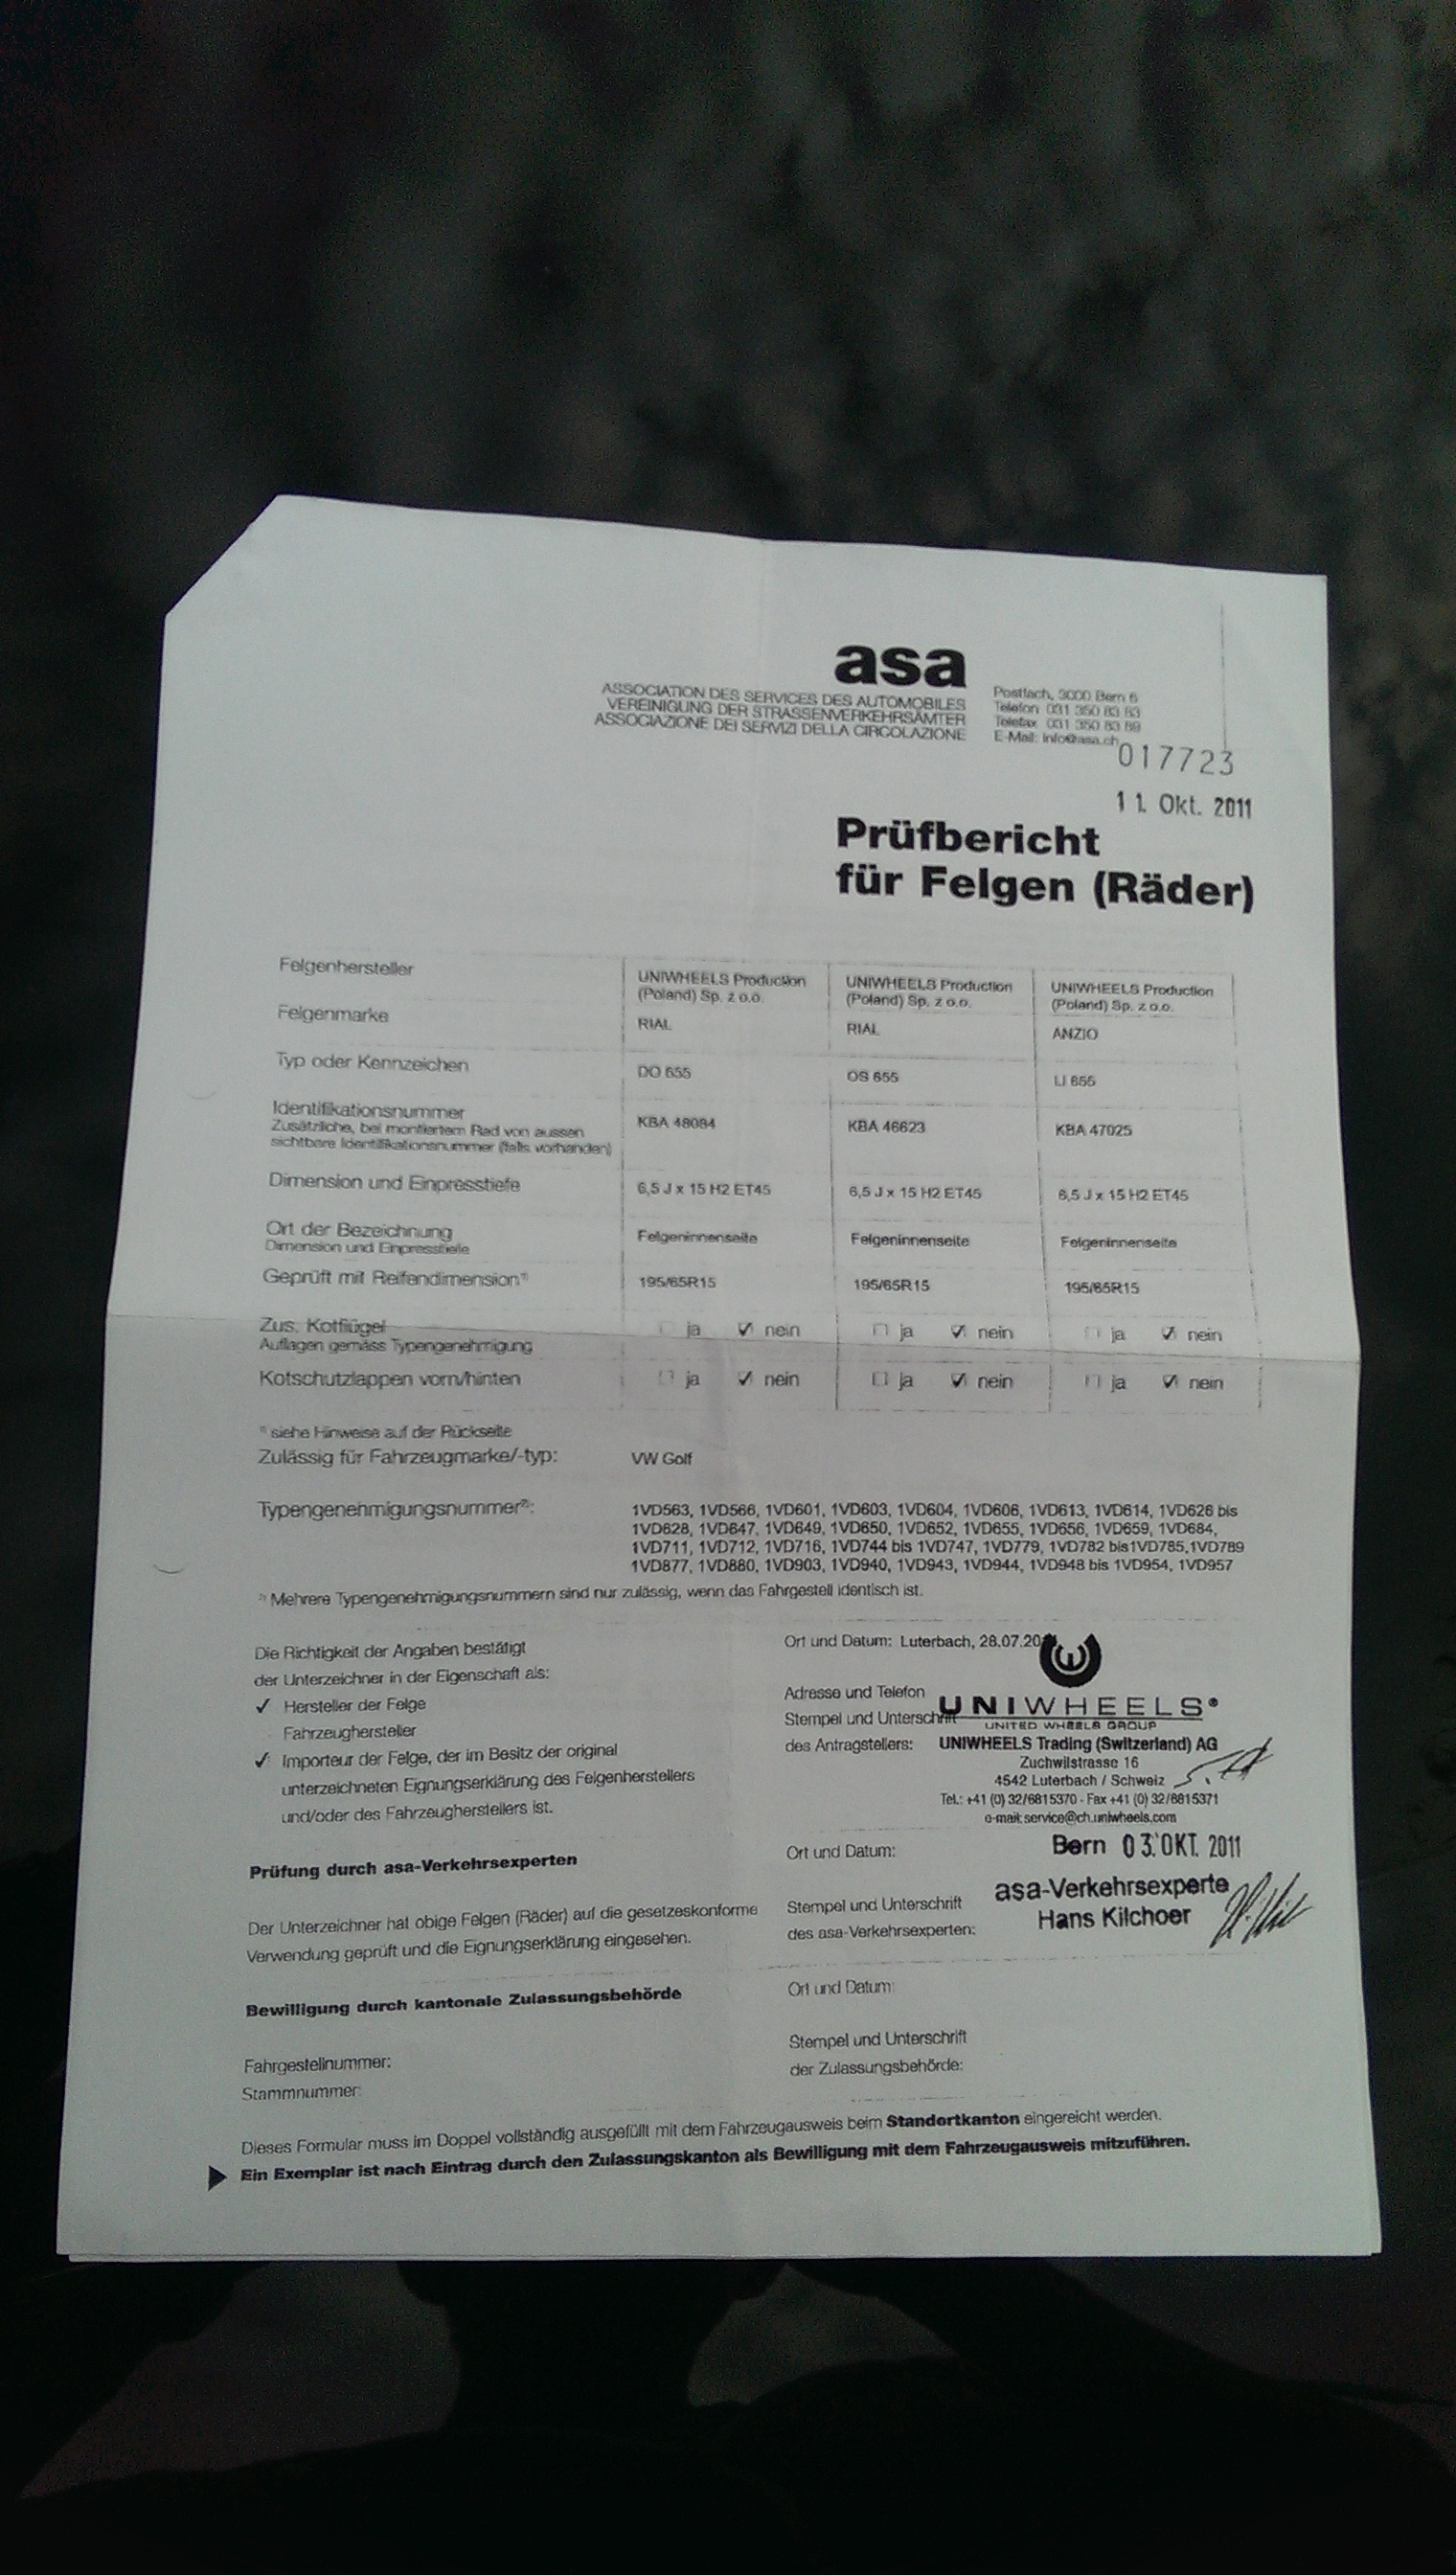 asa
ASSOCIATION DES SERVICES DES AUTOMOBILES
VEREINIGUNG DER STRASSENVERKEHRSÄMTER
ASSOCIAZIONE DEI SERVIZI DELLA CIRCOLAZIONE
Postfach, 3000 Bern 6
Telefon 031 350 83 83
Telefax 031 350 83 89
E-Mail: info@asa.ch
017723
11. Okt. 2011
Prüfbericht
für Felgen (Räder)
Felgenhersteller UNIWHEELS Production (Poland) Sp. z o.o. UNIWHEELS Production (Poland) Sp. z o.o. UNIWHEELS Production (Poland) Sp. z o.o.
Felgenmarke RIAL RIAL ANZIO
Typ oder Kennzeichen DO 655 OS 655 LI 655
Identifikationsnummer KBA 48084 KBA 46623 KBA 47025
Zusätzliche, bei montiertem Rad von aussen
sichtbare Identifikationsnummer (falls vorhanden)
Dimension und Einpresstiefe 6,5 J x 15 H2 ET45 6,5 J x 15 H2 ET45 6,5 J x 15 H2 ET45
Ort der Bezeichnung Felgeninnenseite Felgeninnenseite Felgeninnenseite
Dimension und Einpresstiefe
Geprüft mit Reifendimension¹⁾ 195/65R15 195/65R15 195/65R15
Zus. Kotflügel ja ✓ nein ja ✓ nein ja ✓ nein
Auflagen gemäss Typengenehmigung
Kotschutzlappen vorn/hinten ja ✓ nein ja ✓ nein ja ✓ nein
¹⁾ siehe Hinweise auf der Rückseite
Zulässig für Fahrzeugmarke/-typ: VW Golf
Typengenehmigungsnummer²⁾: 1VD563, 1VD566, 1VD601, 1VD603, 1VD604, 1VD606, 1VD613, 1VD614, 1VD626 bis
1VD628, 1VD647, 1VD649, 1VD650, 1VD652, 1VD655, 1VD656, 1VD659, 1VD684,
1VD711, 1VD712, 1VD716, 1VD744 bis 1VD747, 1VD779, 1VD782 bis1VD785,1VD789
1VD877, 1VD880, 1VD903, 1VD940, 1VD943, 1VD944, 1VD948 bis 1VD954, 1VD957
²⁾ Mehrere Typengenehmigungsnummern sind nur zulässig, wenn das Fahrgestell identisch ist.
Die Richtigkeit der Angaben bestätigt
der Unterzeichner in der Eigenschaft als:
✓ Hersteller der Felge
Fahrzeughersteller
✓ Importeur der Felge, der im Besitz der original
unterzeichneten Eignungserklärung des Felgenherstellers
und/oder des Fahrzeugherstellers ist.
Ort und Datum: Luterbach, 28.07.20
Adresse und Telefon
Stempel und Unterschrift
des Antragstellers:
UNIWHEELS®
UNITED WHEELS GROUP
UNIWHEELS Trading (Switzerland) AG
Zuchwilstrasse 16
4542 Luterbach / Schweiz
Tel.: +41 (0) 32/6815370 - Fax +41 (0) 32/6815371
e-mail: service@ch.uniwheels.com
Prüfung durch asa-Verkehrsexperten
Der Unterzeichner hat obige Felgen (Räder) auf die gesetzeskonforme
Verwendung geprüft und die Eignungserklärung eingesehen.
Ort und Datum: Bern 03. OKT. 2011
Stempel und Unterschrift
des asa-Verkehrsexperten:
asa-Verkehrsexperte
Hans Kilchoer
Bewilligung durch kantonale Zulassungsbehörde
Fahrgestellnummer:
Stammnummer:
Ort und Datum:
Stempel und Unterschrift
der Zulassungsbehörde:
Dieses Formular muss im Doppel vollständig ausgefüllt mit dem Fahrzeugausweis beim Standortkanton eingereicht werden.
Ein Exemplar ist nach Eintrag durch den Zulassungskanton als Bewilligung mit dem Fahrzeugausweis mitzuführen.